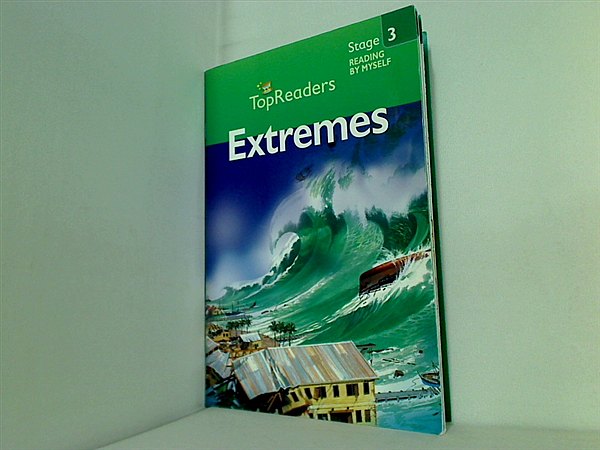 Stage 3
READING
BY MYSELF
TopReaders
Extremes